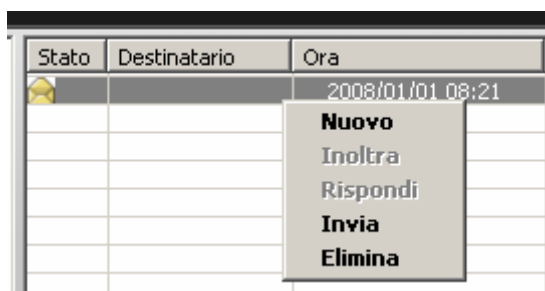 Stato Destinatario Ora
2008/01/01 08:21
Nuovo
Inoltra
Rispondi
Invia
Elimina